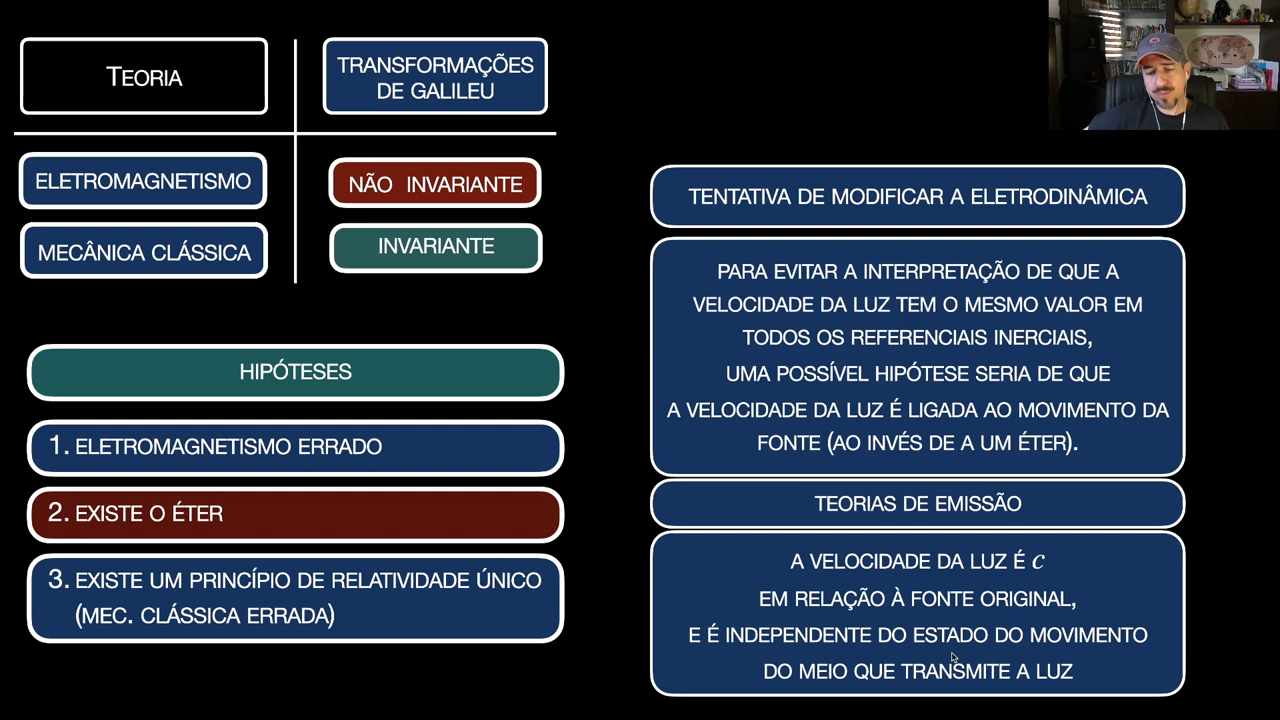 TEORIA
TRANSFORMAÇÕES
DE GALILEU
ELETROMAGNETISMO
NÃO INVARIANTE
MECÂNICA CLÁSSICA
INVARIANTE
HIPÓTESES
1. ELETROMAGNETISMO ERRADO
2. EXISTE O ÉTER
3. EXISTE UM PRINCÍPIO DE RELATIVIDADE ÚNICO
(MEC. CLÁSSICA ERRADA)
TENTATIVA DE MODIFICAR A ELETRODINÂMICA
PARA EVITAR A INTERPRETAÇÃO DE QUE A
VELOCIDADE DA LUZ TEM O MESMO VALOR EM
TODOS OS REFERENCIAIS INERCIAIS,
UMA POSSÍVEL HIPÓTESE SERIA DE QUE
A VELOCIDADE DA LUZ É LIGADA AO MOVIMENTO DA
FONTE (AO INVÉS DE A UM ÉTER).
TEORIAS DE EMISSÃO
A VELOCIDADE DA LUZ É c
EM RELAÇÃO À FONTE ORIGINAL,
E É INDEPENDENTE DO ESTADO DO MOVIMENTO
DO MEIO QUE TRANSMITE A LUZ